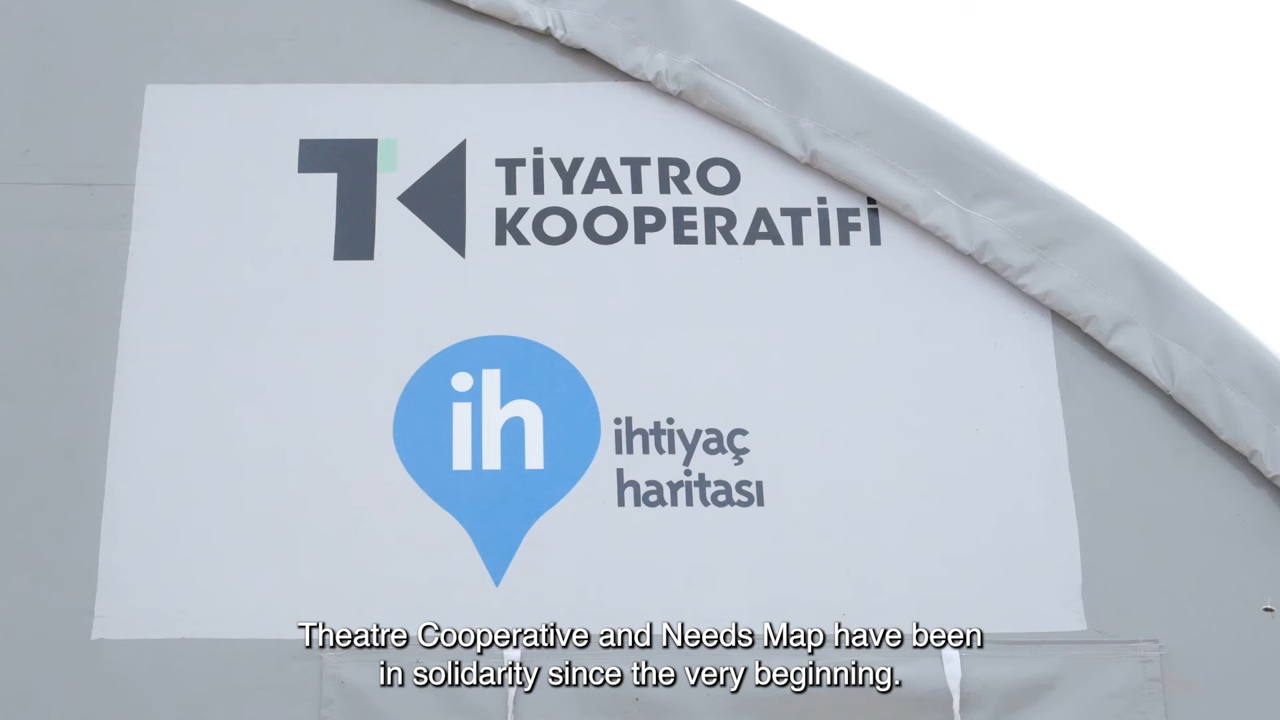 TK
TİYATRO
KOOPERATİFİ
ih
ihtiyaç
haritası
Theatre Cooperative and Needs Map have been
in solidarity since the very beginning.